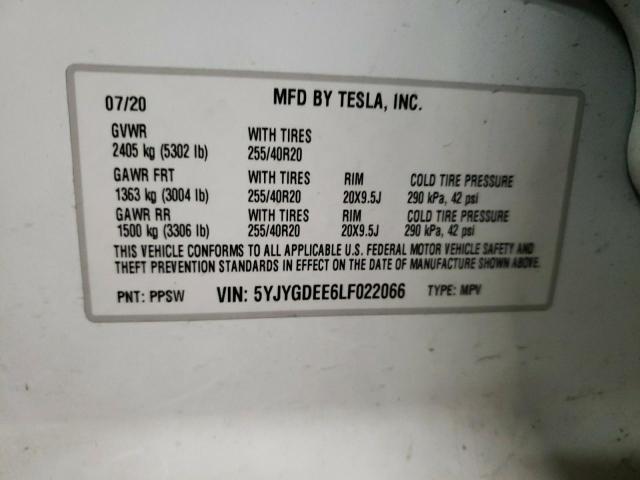 07/20 MFD BY TESLA, INC.
GVWR WITH TIRES
2405 kg (5302 lb) 255/40R20
GAWR FRT WITH TIRES RIM COLD TIRE PRESSURE
1363 kg (3004 lb) 255/40R20 20X9.5J 290 kPa, 42 psi
GAWR RR WITH TIRES RIM COLD TIRE PRESSURE
1500 kg (3306 lb) 255/40R20 20X9.5J 290 kPa, 42 psi
THIS VEHICLE CONFORMS TO ALL APPLICABLE U.S. FEDERAL MOTOR VEHICLE SAFETY AND
THEFT PREVENTION STANDARDS IN EFFECT ON THE DATE OF MANUFACTURE SHOWN ABOVE.
PNT: PPSW VIN: 5YJYGDEE6LF022066 TYPE: MPV